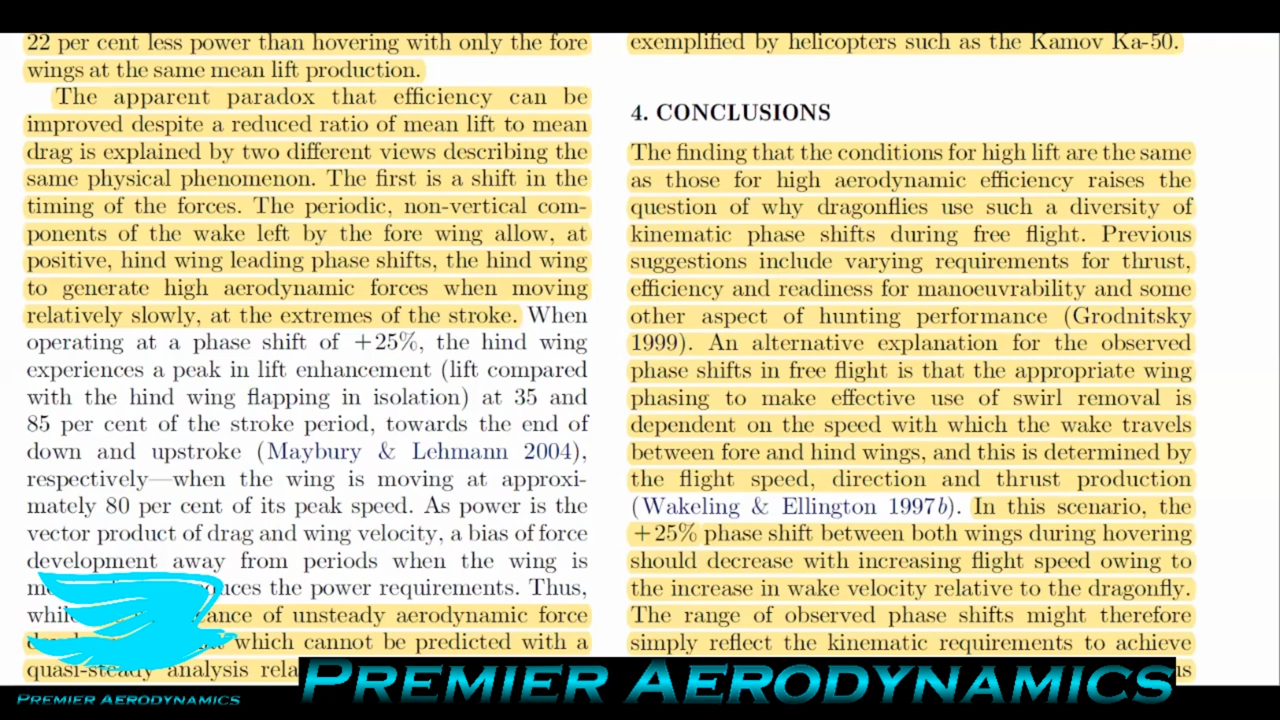 22 per cent less power than hovering with only the fore
wings at the same mean lift production.
The apparent paradox that efficiency can be
improved despite a reduced ratio of mean lift to mean
drag is explained by two different views describing the
same physical phenomenon. The first is a shift in the
timing of the forces. The periodic, non-vertical com-
ponents of the wake left by the fore wing allow, at
positive, hind wing leading phase shifts, the hind wing
to generate high aerodynamic forces when moving
relatively slowly, at the extremes of the stroke. When
operating at a phase shift of +25%, the hind wing
experiences a peak in lift enhancement (lift compared
with the hind wing flapping in isolation) at 35 and
85 per cent of the stroke period, towards the end of
down and upstroke (Maybury & Lehmann 2004),
respectively—when the wing is moving at approxi-
mately 80 per cent of its peak speed. As power is the
vector product of drag and wing velocity, a bias of force
development away from periods when the wing is
the power requirements. Thus,
of unsteady aerodynamic force
which cannot be predicted with a
quasi-steady analysis
exemplified by helicopters such as the Kamov Ka-50.
4. CONCLUSIONS
The finding that the conditions for high lift are the same
as those for high aerodynamic efficiency raises the
question of why dragonflies use such a diversity of
kinematic phase shifts during free flight. Previous
suggestions include varying requirements for thrust,
efficiency and readiness for manoeuvrability and some
other aspect of hunting performance (Grodnitsky
1999). An alternative explanation for the observed
phase shifts in free flight is that the appropriate wing
phasing to make effective use of swirl removal is
dependent on the speed with which the wake travels
between fore and hind wings, and this is determined by
the flight speed, direction and thrust production
(Wakeling & Ellington 1997b). In this scenario, the
+25% phase shift between both wings during hovering
should decrease with increasing flight speed owing to
the increase in wake velocity relative to the dragonfly.
The range of observed phase shifts might therefore
simply reflect the kinematic requirements to achieve
PREMIER AERODYNAMICS
PREMIER AERODYNAMICS